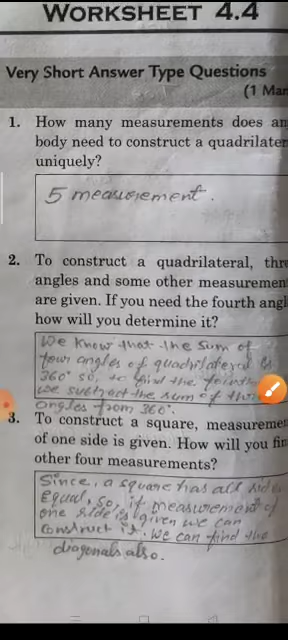 WORKSHEET 4.4
Very Short Answer Type Questions
(1 Mar
1. How many measurements does an
body need to construct a quadrilater
uniquely?
5 measurement.
2. To construct a quadrilateral, thre
angles and some other measuremen
are given. If you need the fourth angl
how will you determine it?
We know that the sum of
four angles of quadrilateral is
360° so, to find the fourth
we subtract the sum of three
angles from 360°.
3. To construct a square, measuremen
of one side is given. How will you fin
other four measurements?
Since, a square has all side
Equal, so, if measurement of
one side is given we can
construct it. We can find the
diagonals also.